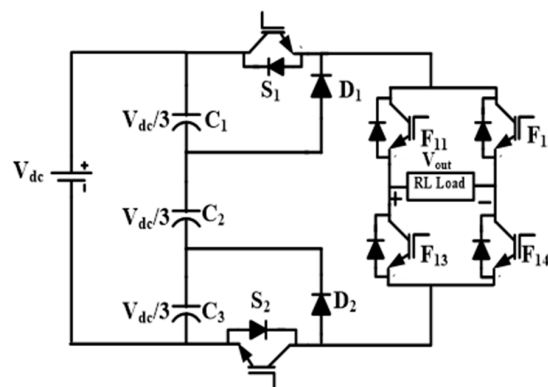 S1
D1
Vdc/3 C1
F11
F1
Vout
Vdc
+
-
RL Load
+
-
Vdc/3 C2
F13
F14
S2
D2
Vdc/3 C3